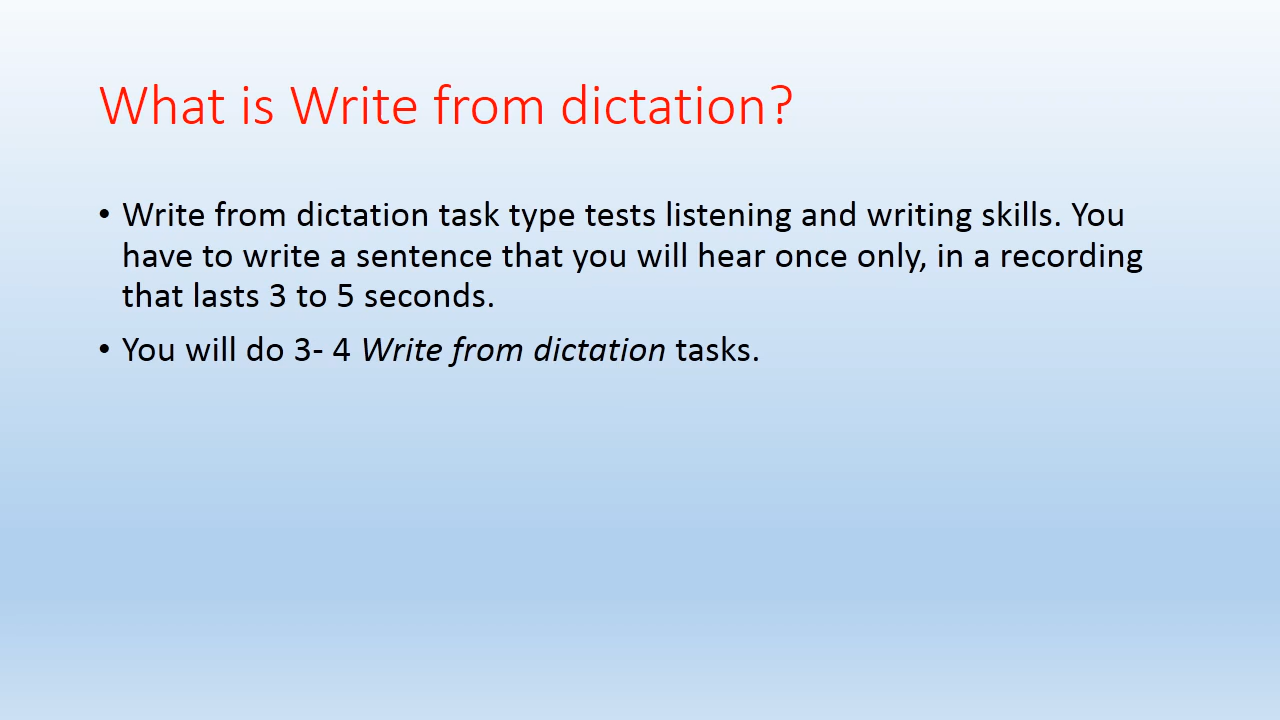 What is Write from dictation?
• Write from dictation task type tests listening and writing skills. You
have to write a sentence that you will hear once only, in a recording
that lasts 3 to 5 seconds.
• You will do 3- 4 Write from dictation tasks.